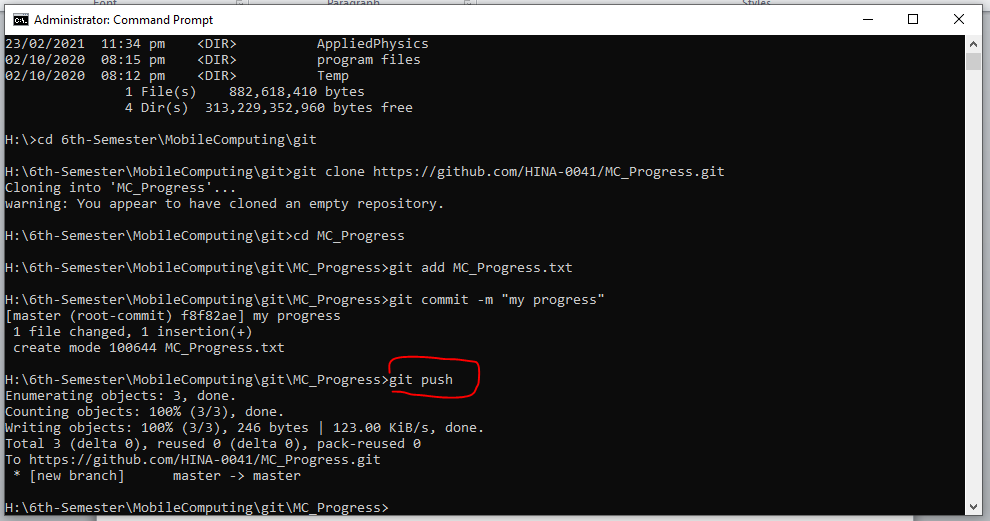 Font Paragraph Styles
Administrator: Command Prompt
23/02/2021  11:34 pm    <DIR>          AppliedPhysics
02/10/2020  08:15 pm    <DIR>          program files
02/10/2020  08:12 pm    <DIR>          Temp
               1 File(s)    882,618,410 bytes
               4 Dir(s)  313,229,352,960 bytes free
H:\>cd 6th-Semester\MobileComputing\git
H:\6th-Semester\MobileComputing\git>git clone https://github.com/HINA-0041/MC_Progress.git
Cloning into 'MC_Progress'...
warning: You appear to have cloned an empty repository.
H:\6th-Semester\MobileComputing\git>cd MC_Progress
H:\6th-Semester\MobileComputing\git\MC_Progress>git add MC_Progress.txt
H:\6th-Semester\MobileComputing\git\MC_Progress>git commit -m "my progress"
[master (root-commit) f8f82ae] my progress
 1 file changed, 1 insertion(+)
 create mode 100644 MC_Progress.txt
H:\6th-Semester\MobileComputing\git\MC_Progress>git push
Enumerating objects: 3, done.
Counting objects: 100% (3/3), done.
Writing objects: 100% (3/3), 246 bytes | 123.00 KiB/s, done.
Total 3 (delta 0), reused 0 (delta 0), pack-reused 0
To https://github.com/HINA-0041/MC_Progress.git
 * [new branch]      master -> master
H:\6th-Semester\MobileComputing\git\MC_Progress>